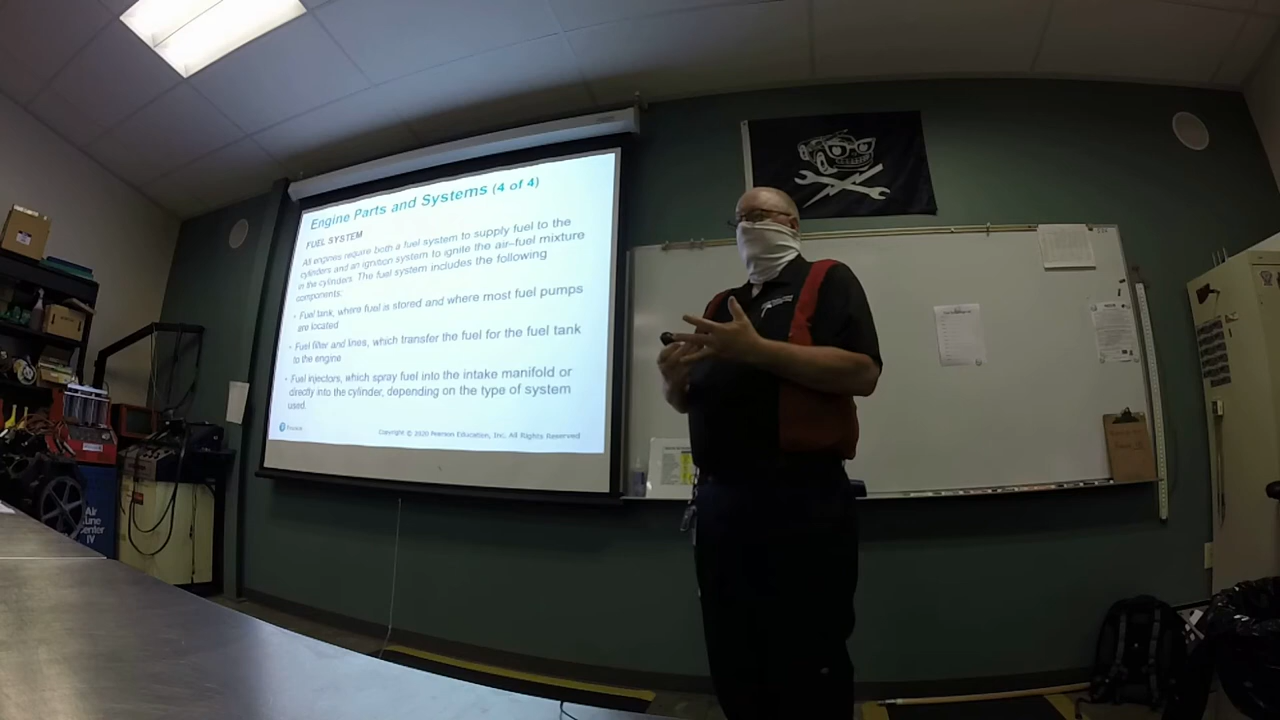 Engine Parts and Systems (4 of 4)
FUEL SYSTEM
All engines require both a fuel system to supply fuel to the
cylinders and an ignition system to ignite the air–fuel mixture
in the cylinders. The fuel system includes the following
components:
• Fuel tank, where fuel is stored and where most fuel pumps
are located
• Fuel filter and lines, which transfer the fuel for the fuel tank
to the engine
• Fuel injectors, which spray fuel into the intake manifold or
directly into the cylinder, depending on the type of system
used.
Pearson
Copyright © 2020 Pearson Education, Inc. All Rights Reserved
Air
Line
Center
IV